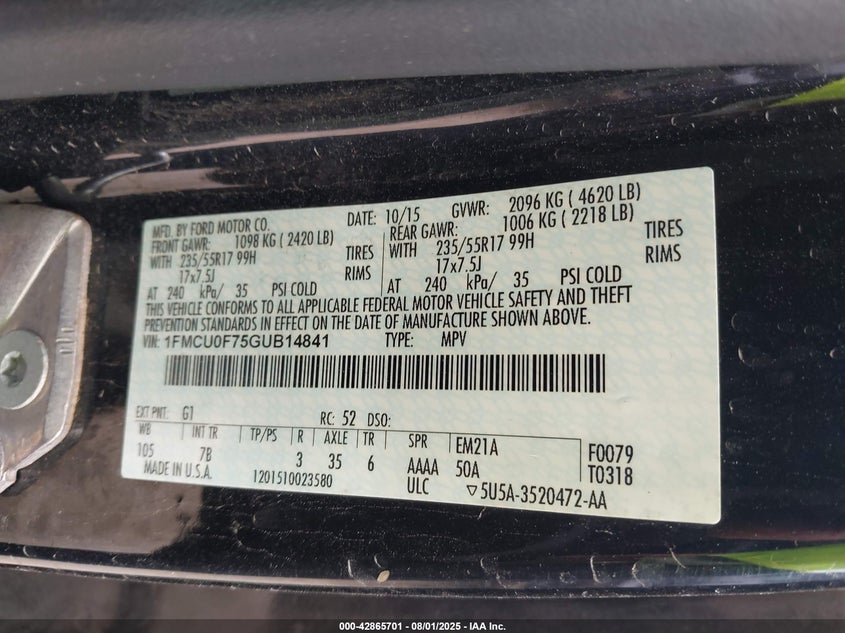 MFD. BY FORD MOTOR CO. DATE: 10/15 GVWR: 2096 KG ( 4620 LB)
FRONT GAWR: 1098 KG ( 2420 LB) REAR GAWR: 1006 KG ( 2218 LB)
WITH 235/55R17 99H TIRES WITH 235/55R17 99H TIRES
17x7.5J RIMS 17x7.5J RIMS
AT 240 kPa/ 35 PSI COLD AT 240 kPa/ 35 PSI COLD
THIS VEHICLE CONFORMS TO ALL APPLICABLE FEDERAL MOTOR VEHICLE SAFETY AND THEFT
PREVENTION STANDARDS IN EFFECT ON THE DATE OF MANUFACTURE SHOWN ABOVE.
VIN: 1FMCU0F75GUB14841 TYPE: MPV
EXT PNT: G1 RC: 52 DSO:
WB INT TR TP/PS R AXLE TR SPR EM21A F0079
105 7B 3 35 6 AAAA 50A T0318
MADE IN U.S.A. 1201510023580 ULC ▽5U5A-3520472-AA
000-42865701 - 08/01/2025 - IAA Inc.